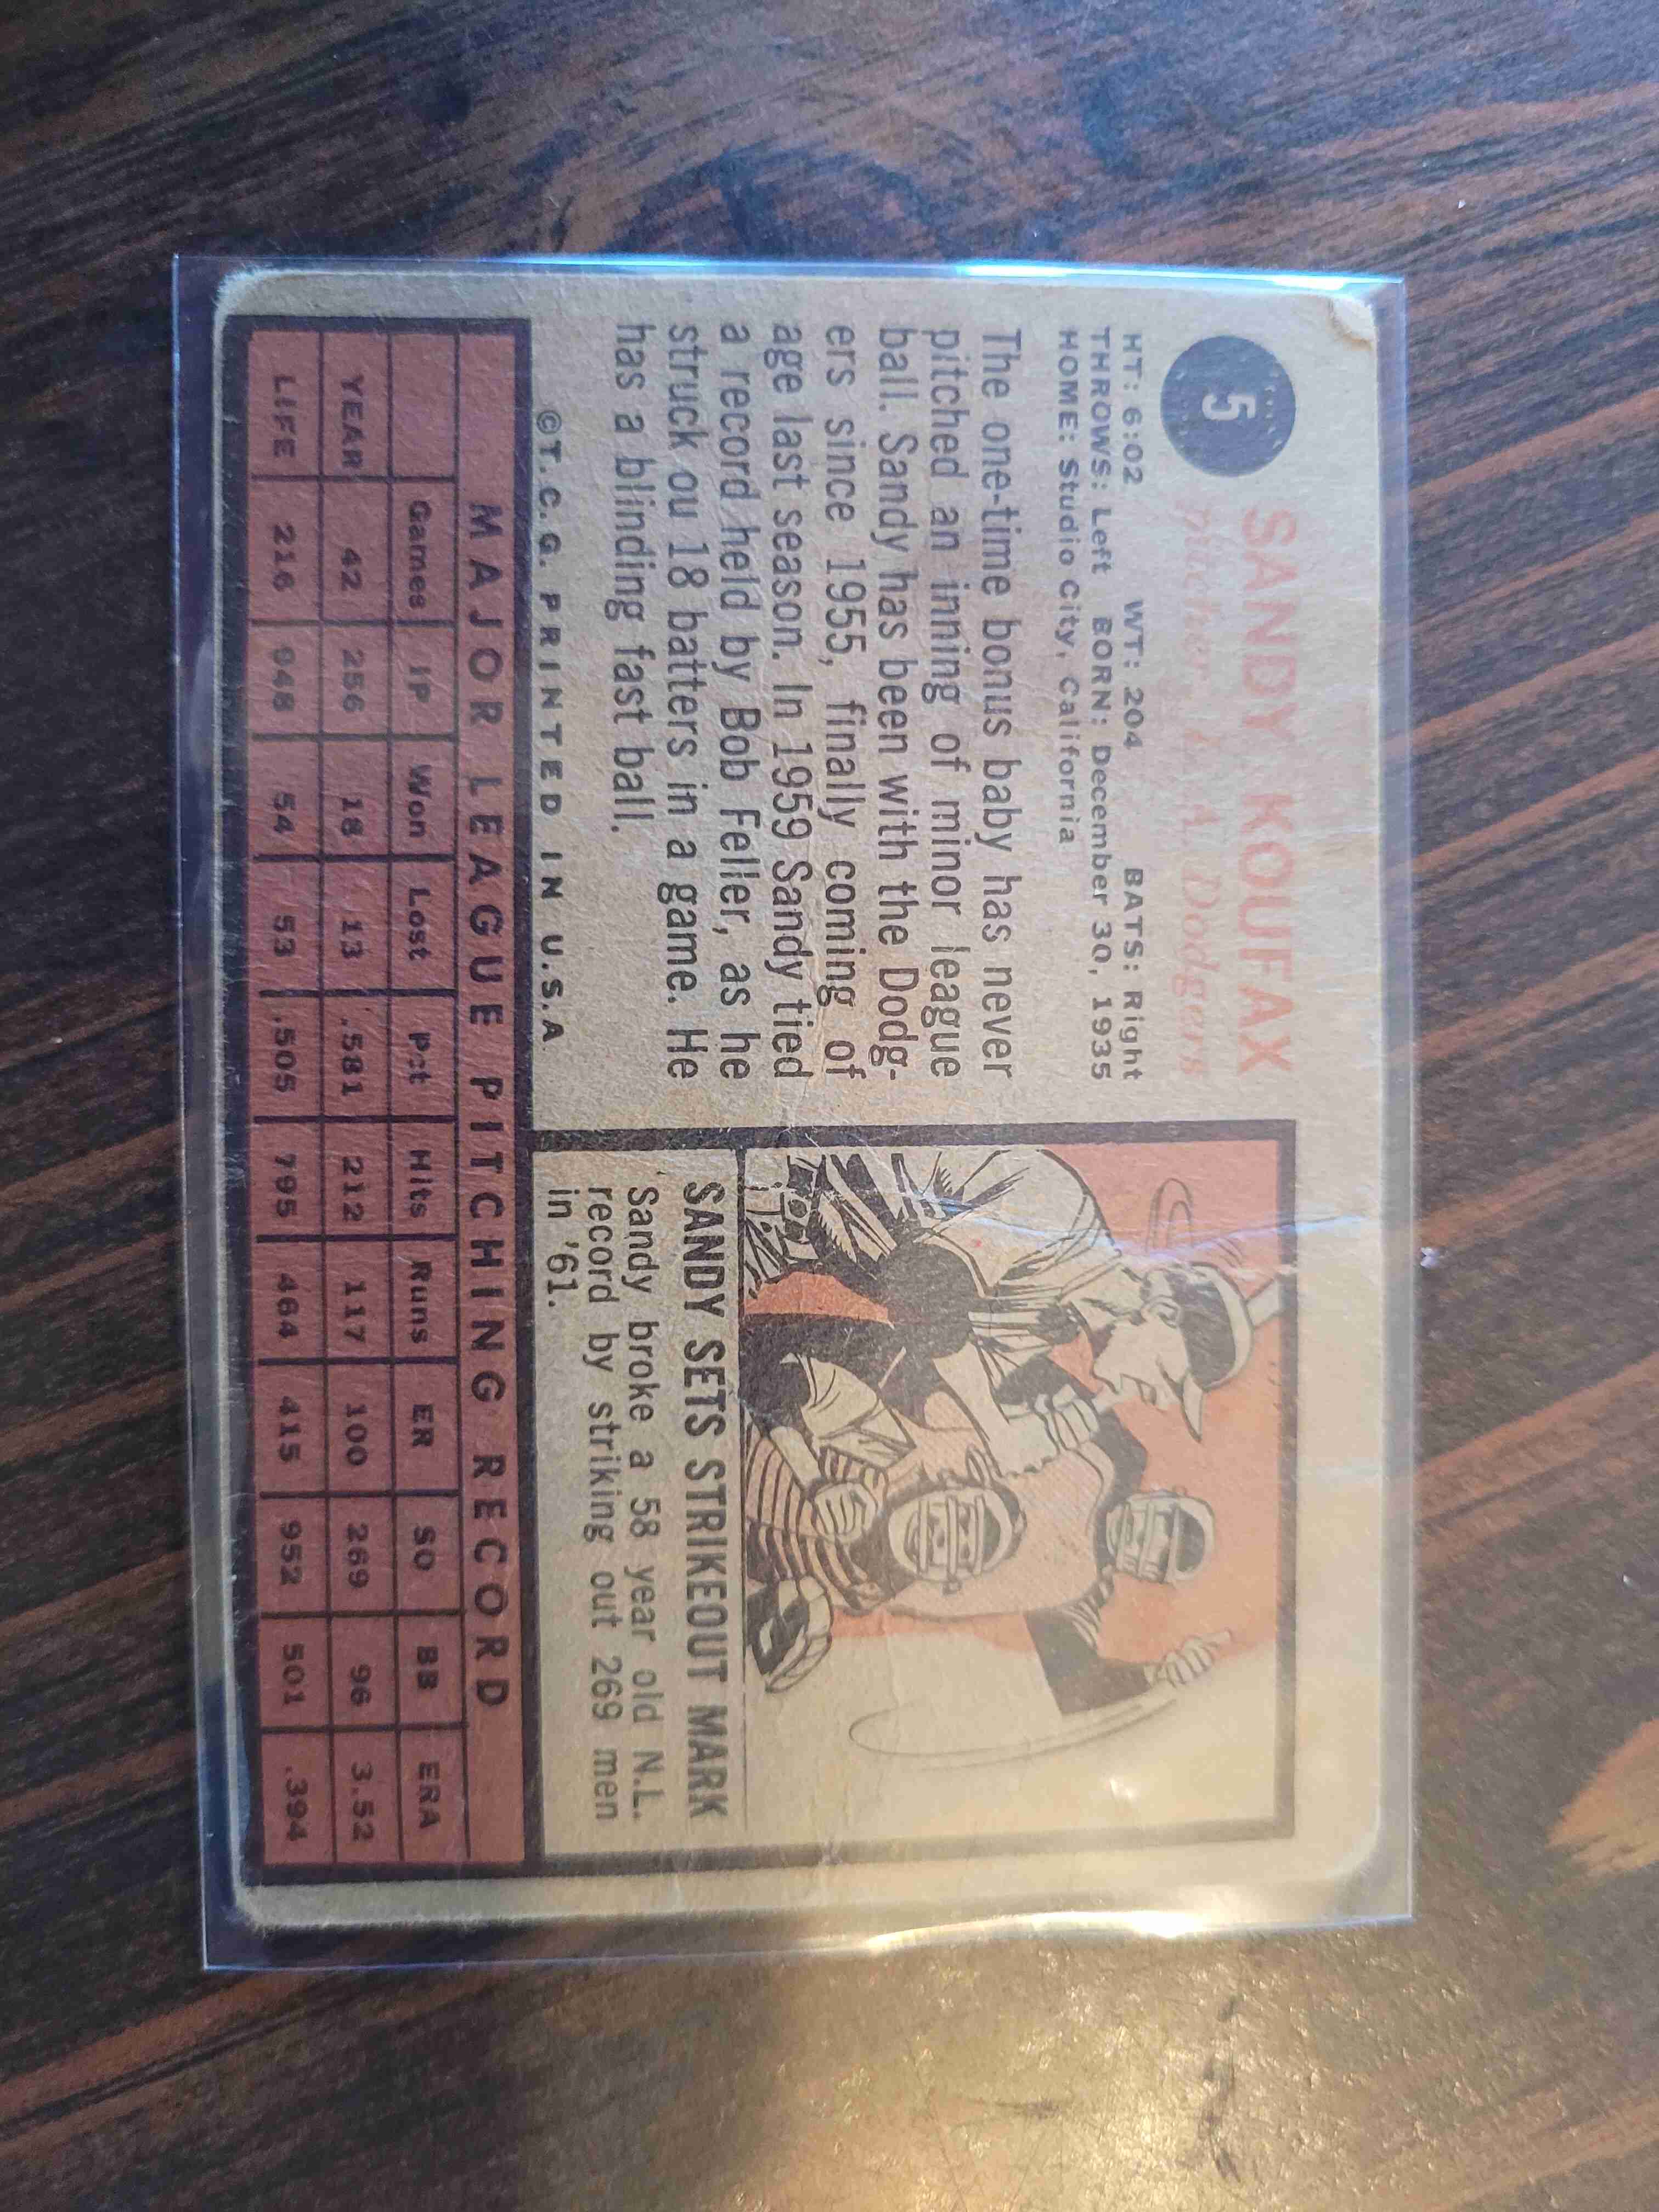 5
SANDY KOUFAX
pitcher L. A. Dodgers
HT: 6:02 WT: 204 BATS: Right
THROWS: Left BORN: December 30, 1935
HOME: Studio City, California
The one-time bonus baby has never
pitched an inning of minor league
ball. Sandy has been with the Dodg-
ers since 1955, finally coming of
age last season. In 1959 Sandy tied
a record held by Bob Feller, as he
struck ou 18 batters in a game. He
has a blinding fast ball.
©T.C.G. PRINTED IN U.S.A
SANDY SETS STRIKEOUT MARK
Sandy broke a 58 year old N.L.
record by striking out 269 men
in '61.
MAJOR LEAGUE PITCHING RECORD
Games IP Won Lost Pct Hits Runs ER SO BB ERA
YEAR 42 256 18 13 .581 212 117 100 269 96 3.52
LIFE 216 948 54 53 .505 795 464 415 952 501 .394